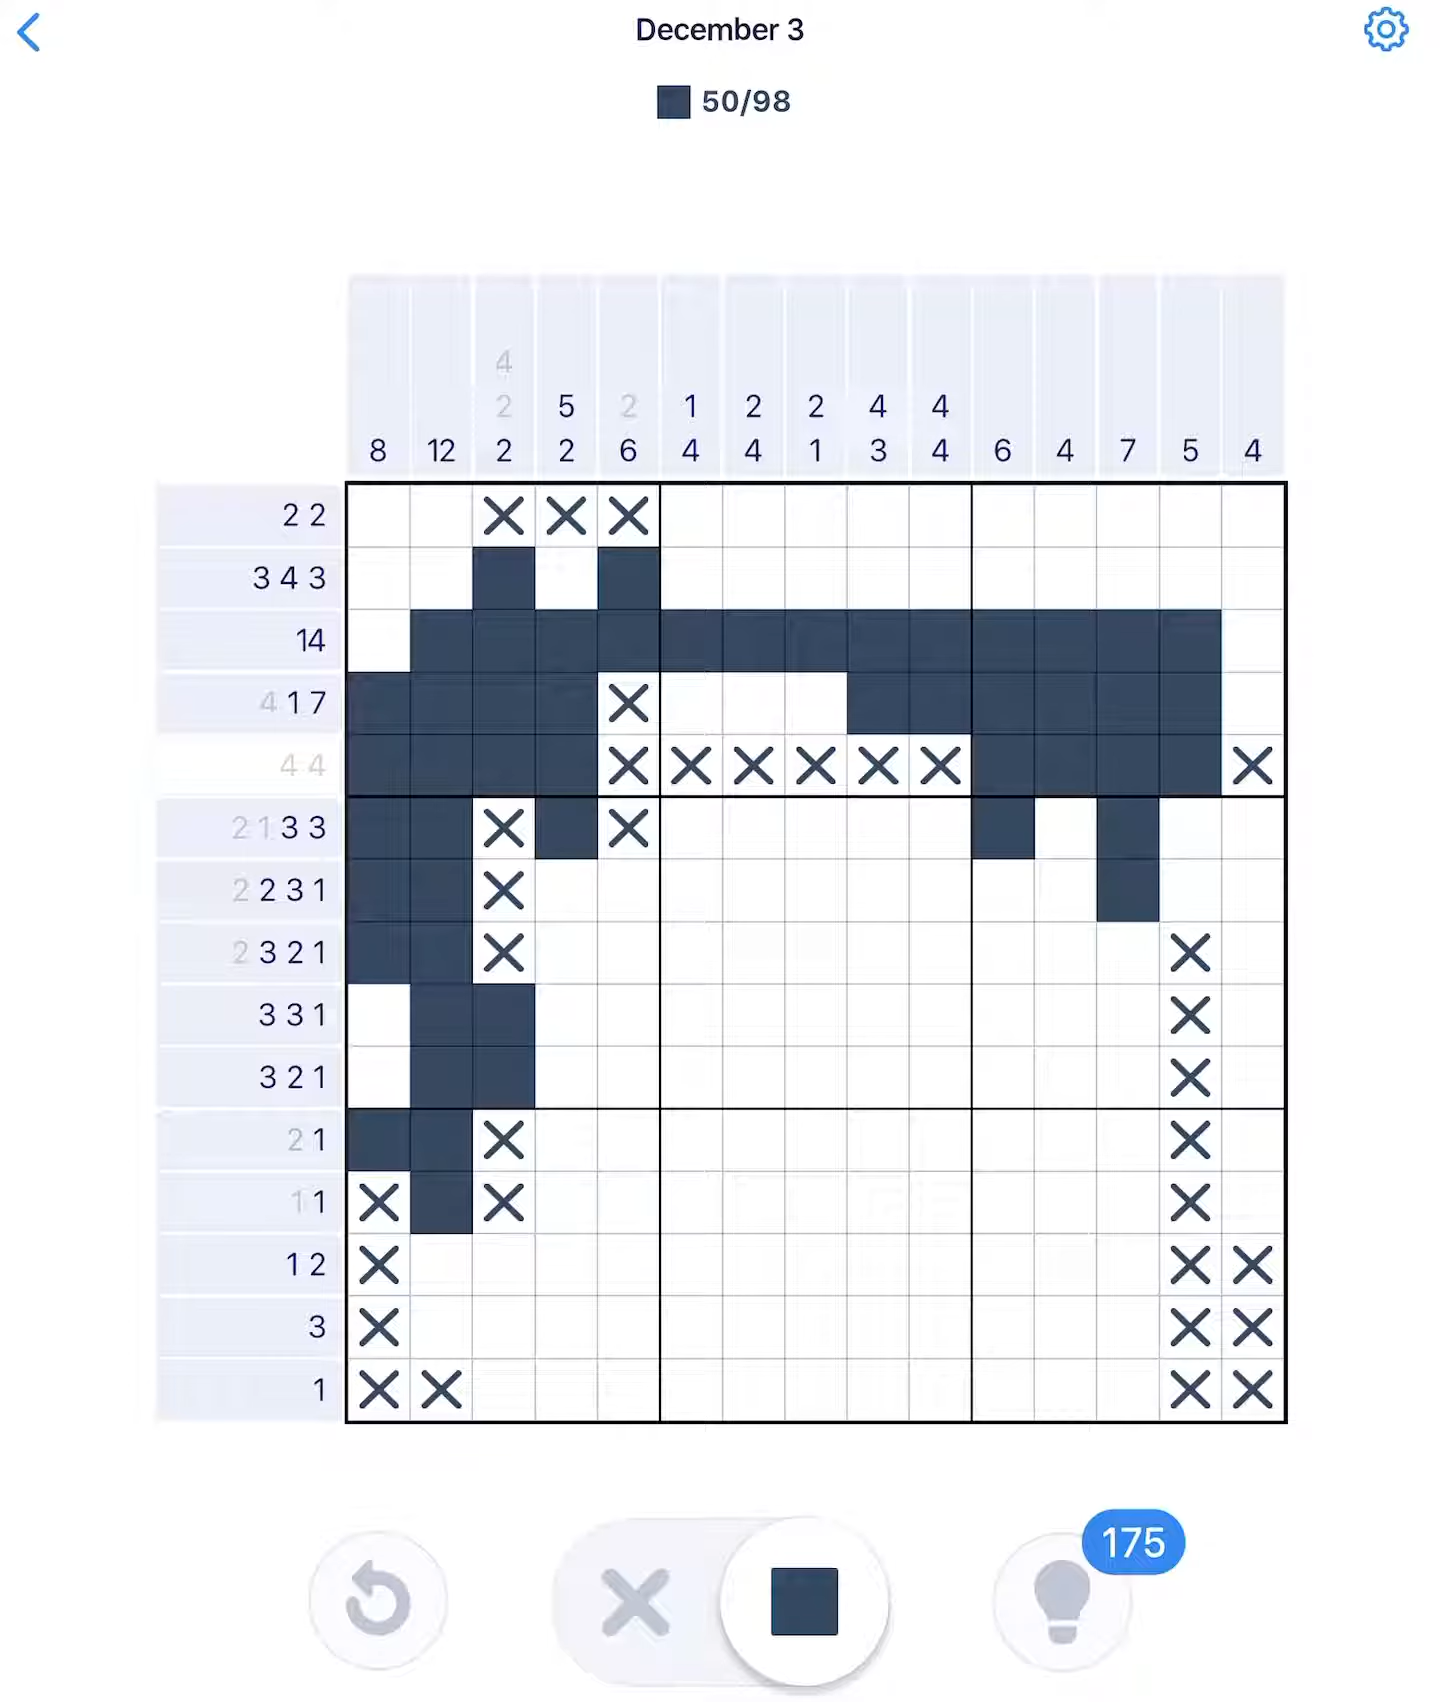 December 3
50/98
4
2 5 2 1 2 2 4 4
8 12 2 2 6 4 4 1 3 4 6 4 7 5 4
2 2
3 4 3
14
4 1 7
4 4
2 1 3 3
2 2 3 1
2 3 2 1
3 3 1
3 2 1
2 1
1 1
1 2
3
1
175